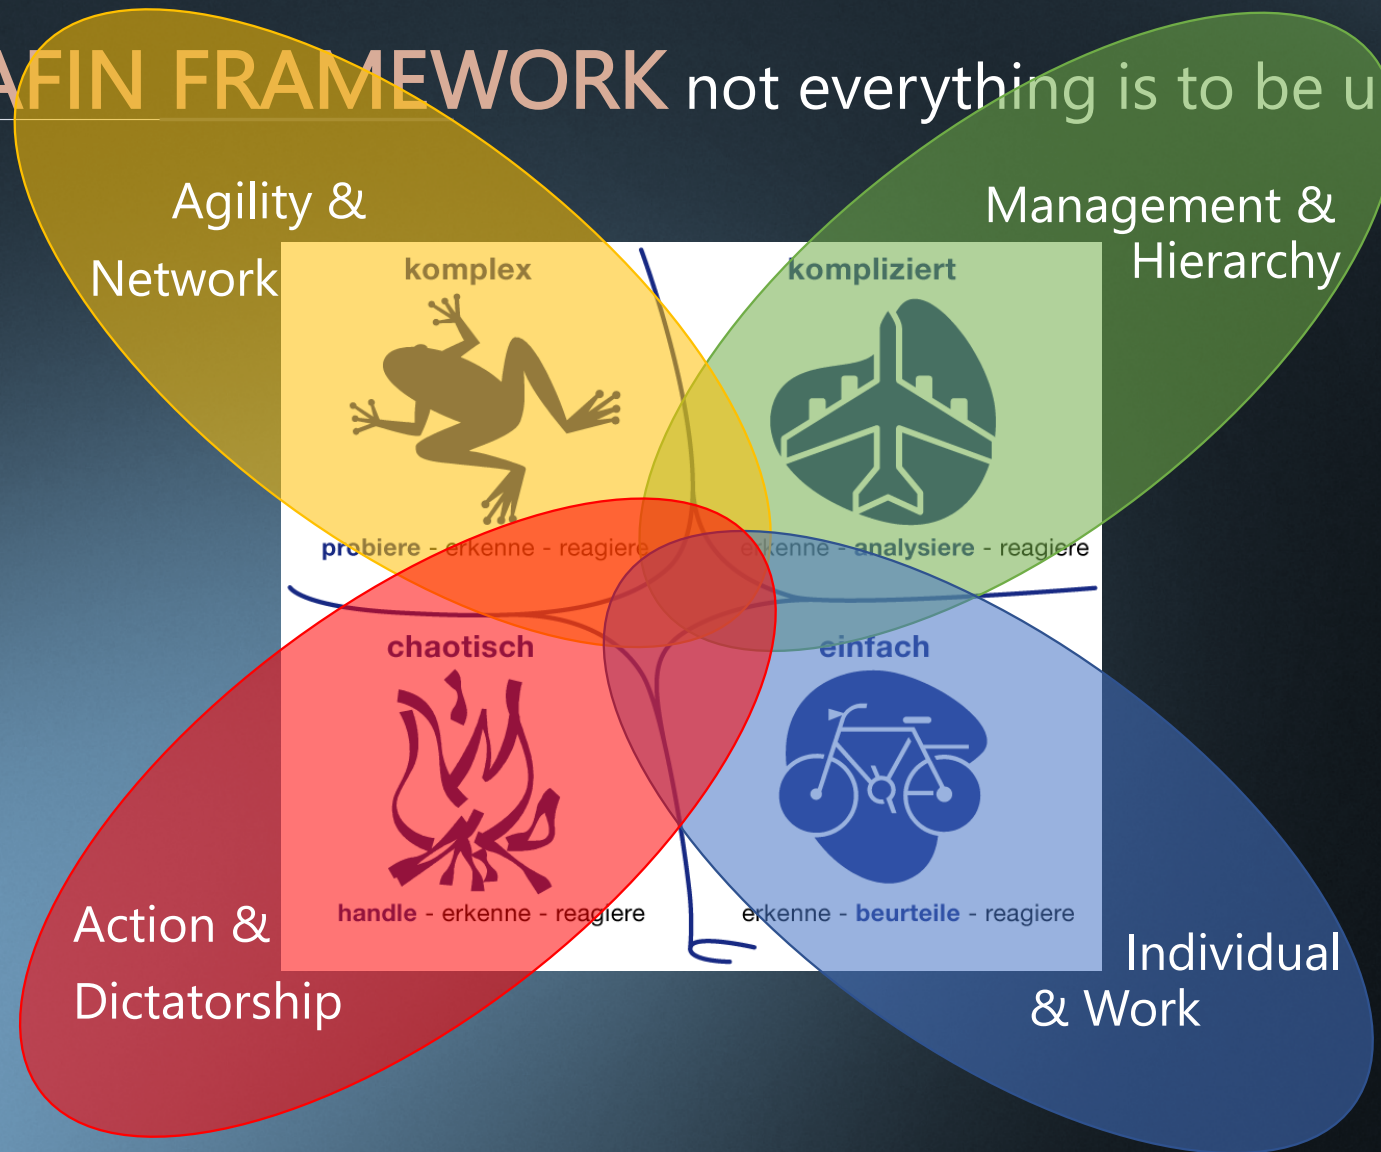 AFIN FRAMEWORK not everything is to be u
Agility &
Network
Management &
Hierarchy
komplex
kompliziert
probiere - erkenne - reagiere
erkenne - analysiere - reagiere
chaotisch
einfach
handle - erkenne - reagiere
erkenne - beurteile - reagiere
Action &
Dictatorship
Individual
& Work